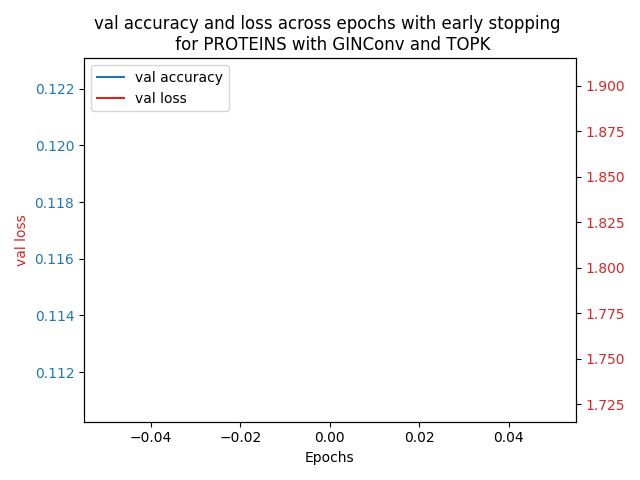 val accuracy and loss across epochs with early stopping
for PROTEINS with GINConv and TOPK
val accuracy
val loss
0.122
0.120
0.118
0.116
0.114
0.112
val loss
1.900
1.875
1.850
1.825
1.800
1.775
1.750
1.725
−0.04 −0.02 0.00 0.02 0.04
Epochs